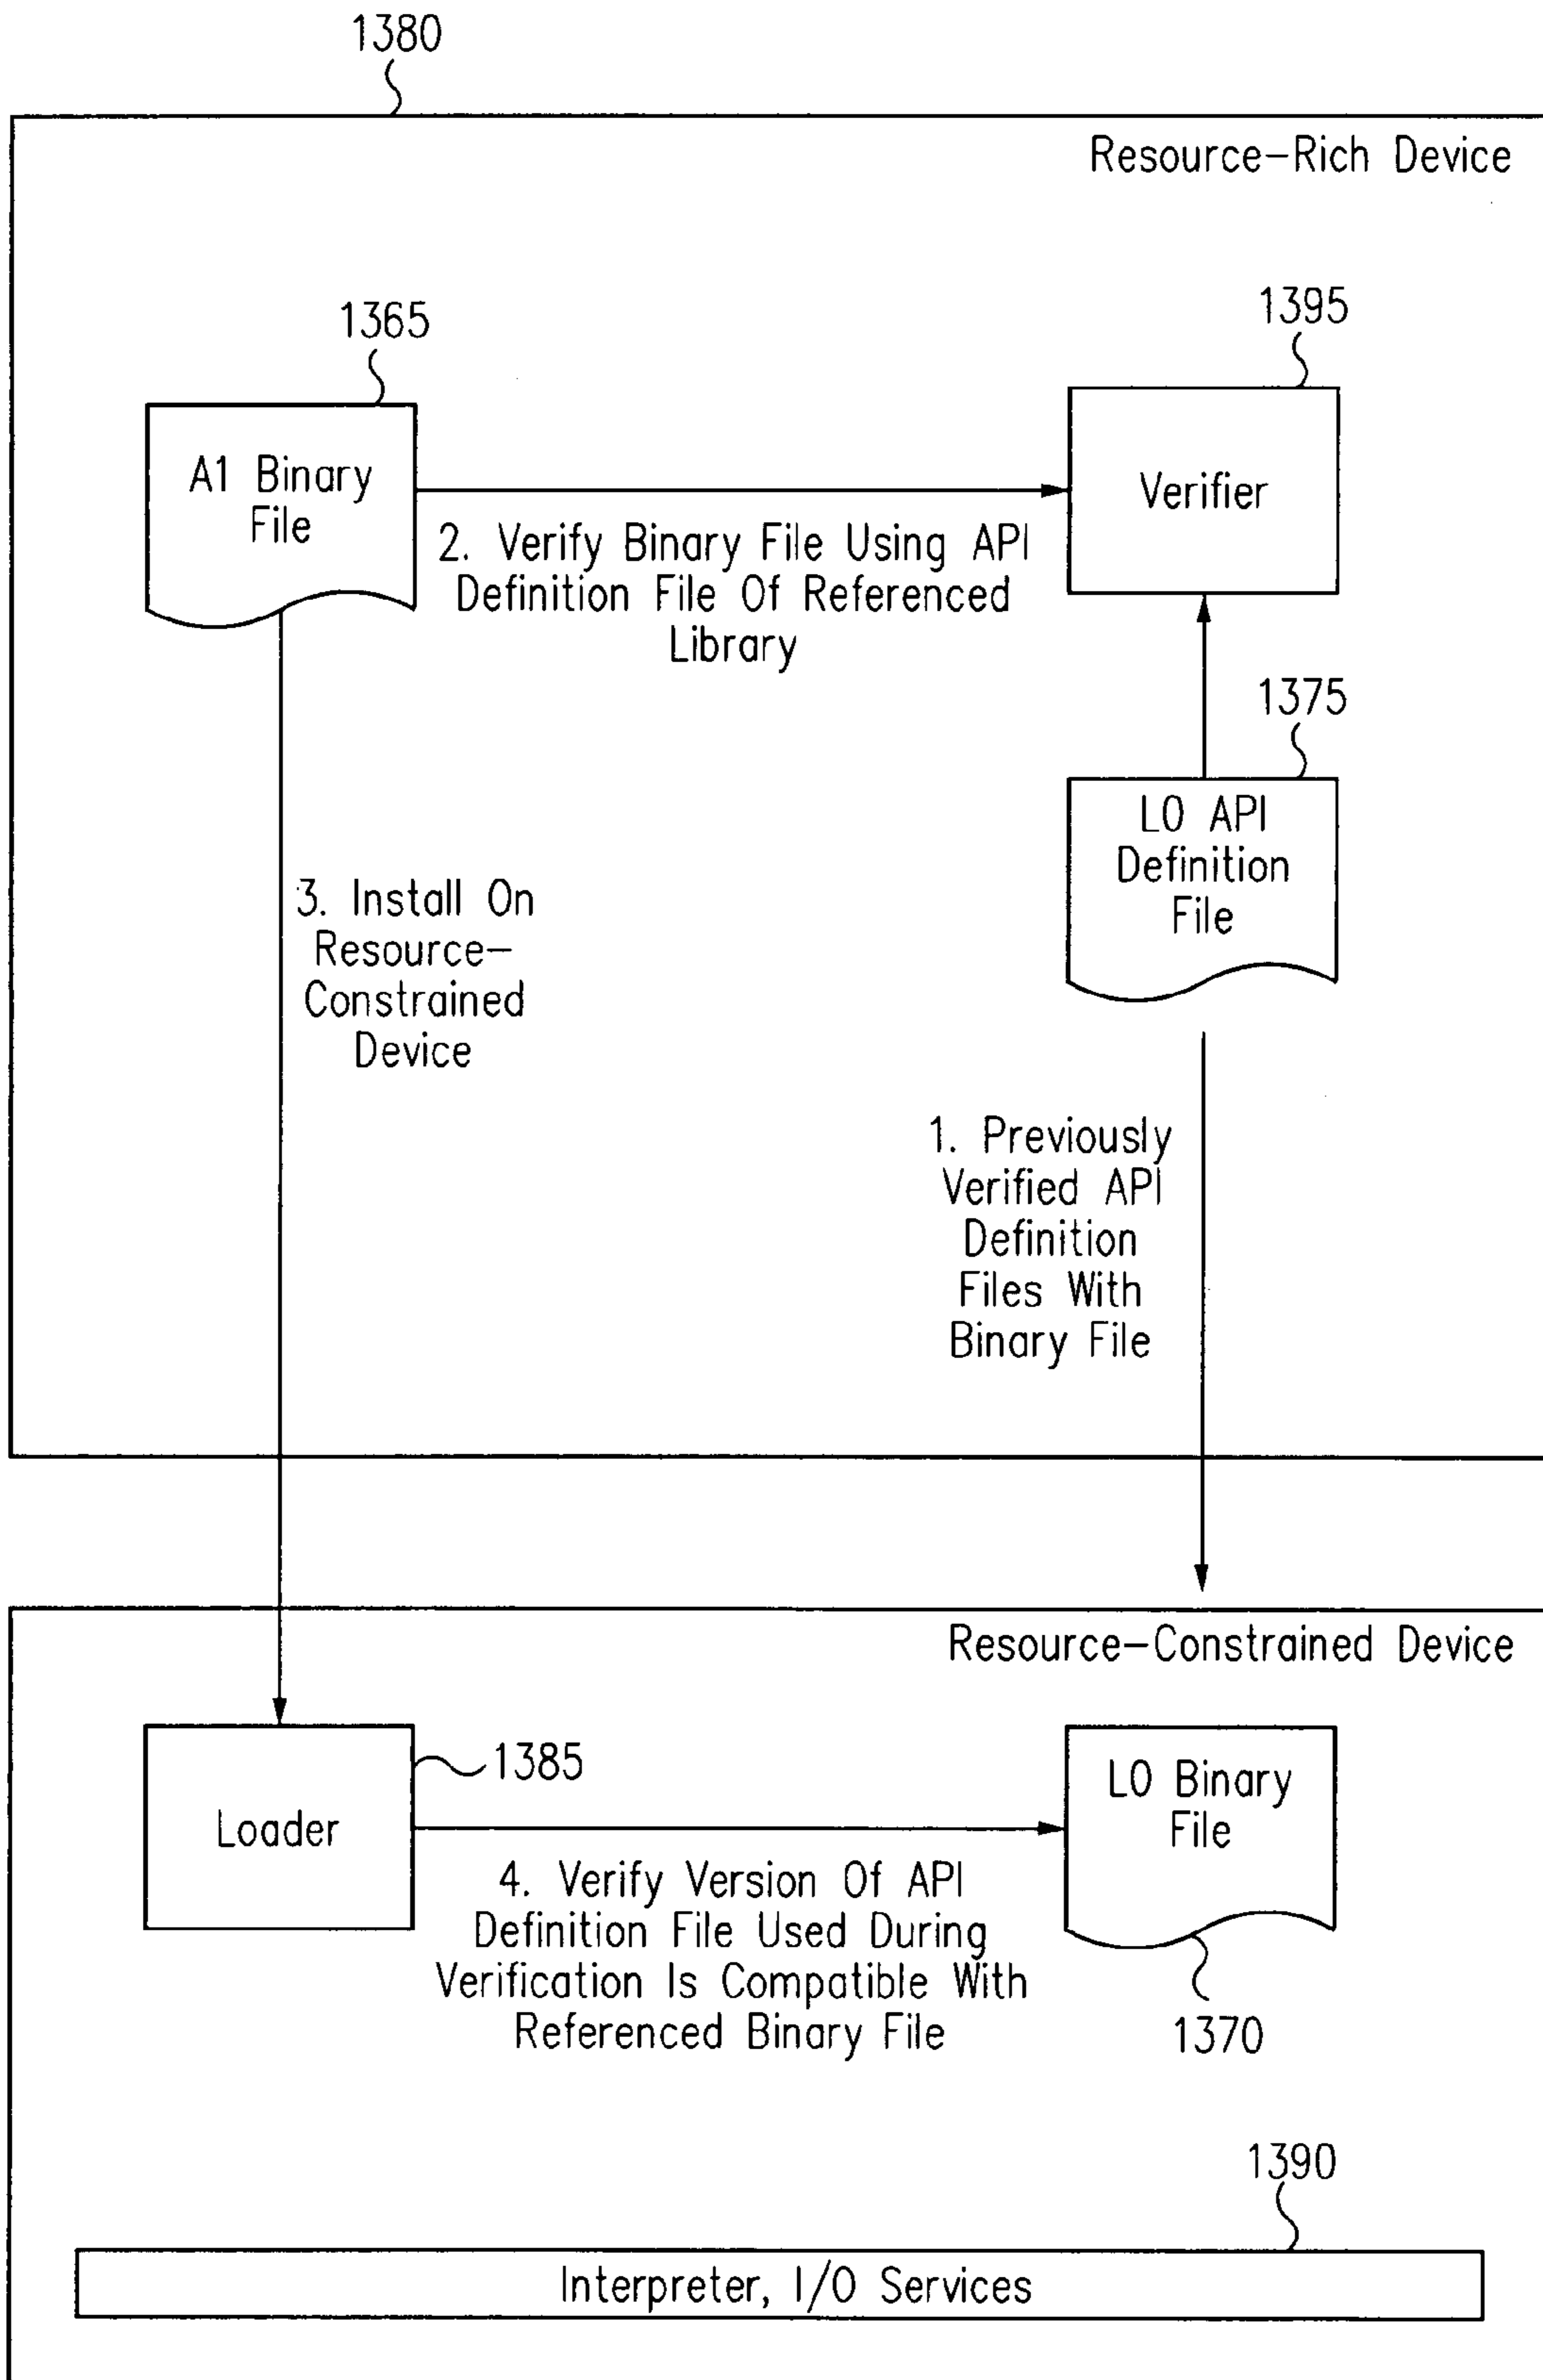 1380
Resource-Rich Device
1365
1395
A1 Binary
File
Verifier
2. Verify Binary File Using API
Definition File Of Referenced
Library
1375
L0 API
Definition
File
3. Install On
Resource-
Constrained
Device
1. Previously
Verified API
Definition
Files With
Binary File
Resource-Constrained Device
1385
Loader
L0 Binary
File
4. Verify Version Of API
Definition File Used During
Verification Is Compatible With
Referenced Binary File
1370
1390
Interpreter, I/O Services